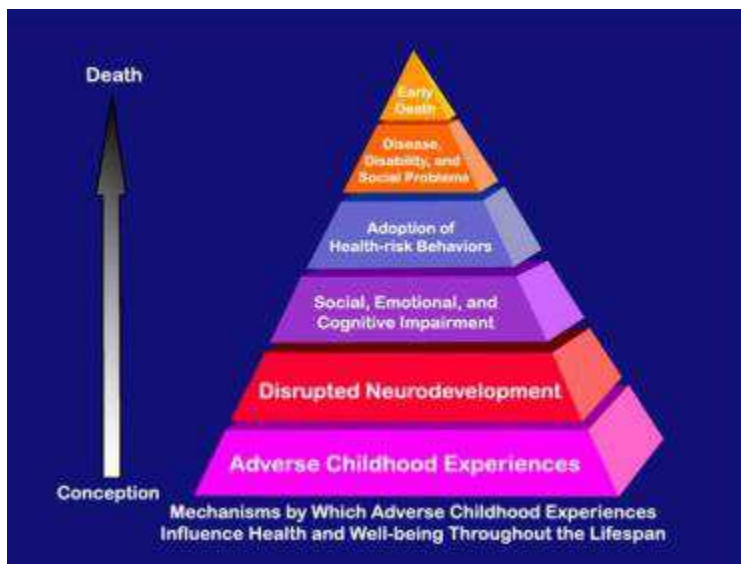 Death
Early
Death
Disease,
Disability, and
Social Problems
Adoption of
Health-risk Behaviors
Social, Emotional, and
Cognitive Impairment
Disrupted Neurodevelopment
Adverse Childhood Experiences
Conception
Mechanisms by Which Adverse Childhood Experiences
Influence Health and Well-being Throughout the Lifespan